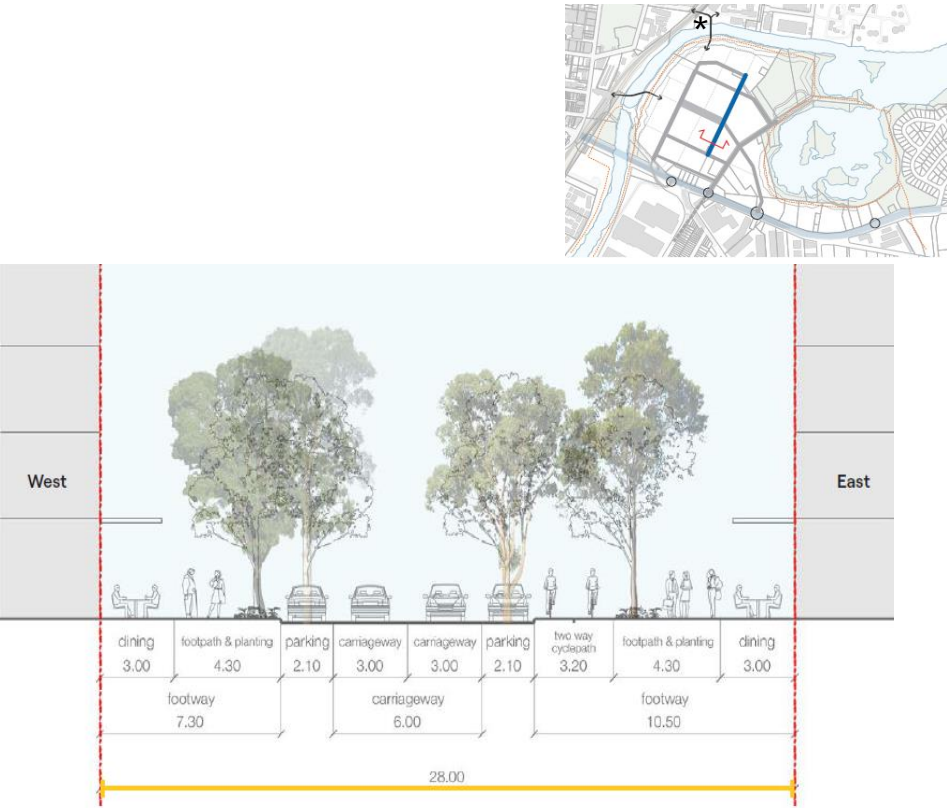 *
West
East
dining
footpath & planting
parking
carriageway
carriageway
parking
two way
cyclepath
footpath & planting
dining
3.00
4.30
2.10
3.00
3.00
2.10
3.20
4.30
3.00
footway
carriageway
footway
7.30
6.00
10.50
28.00